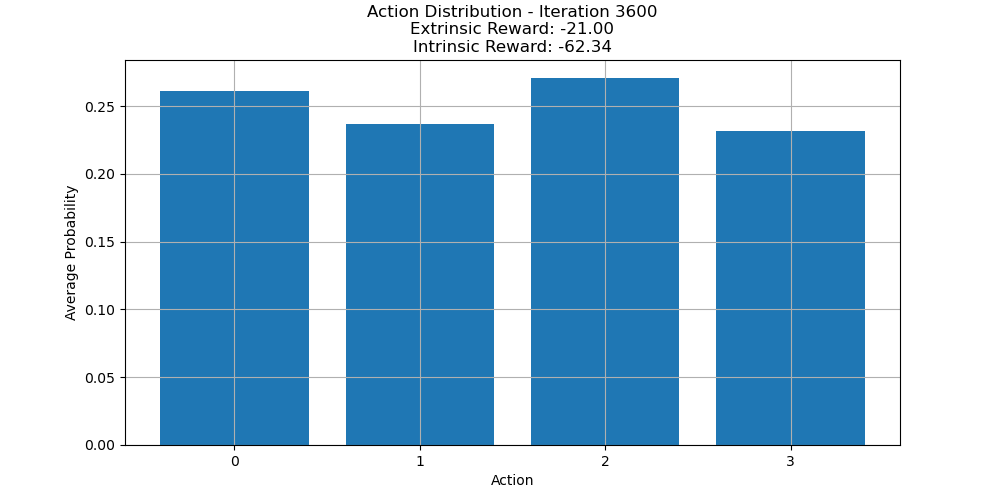 Action Distribution - Iteration 3600
Extrinsic Reward: -21.00
Intrinsic Reward: -62.34
Average Probability
0.25
0.20
0.15
0.10
0.05
0.00
0 1 2 3
Action